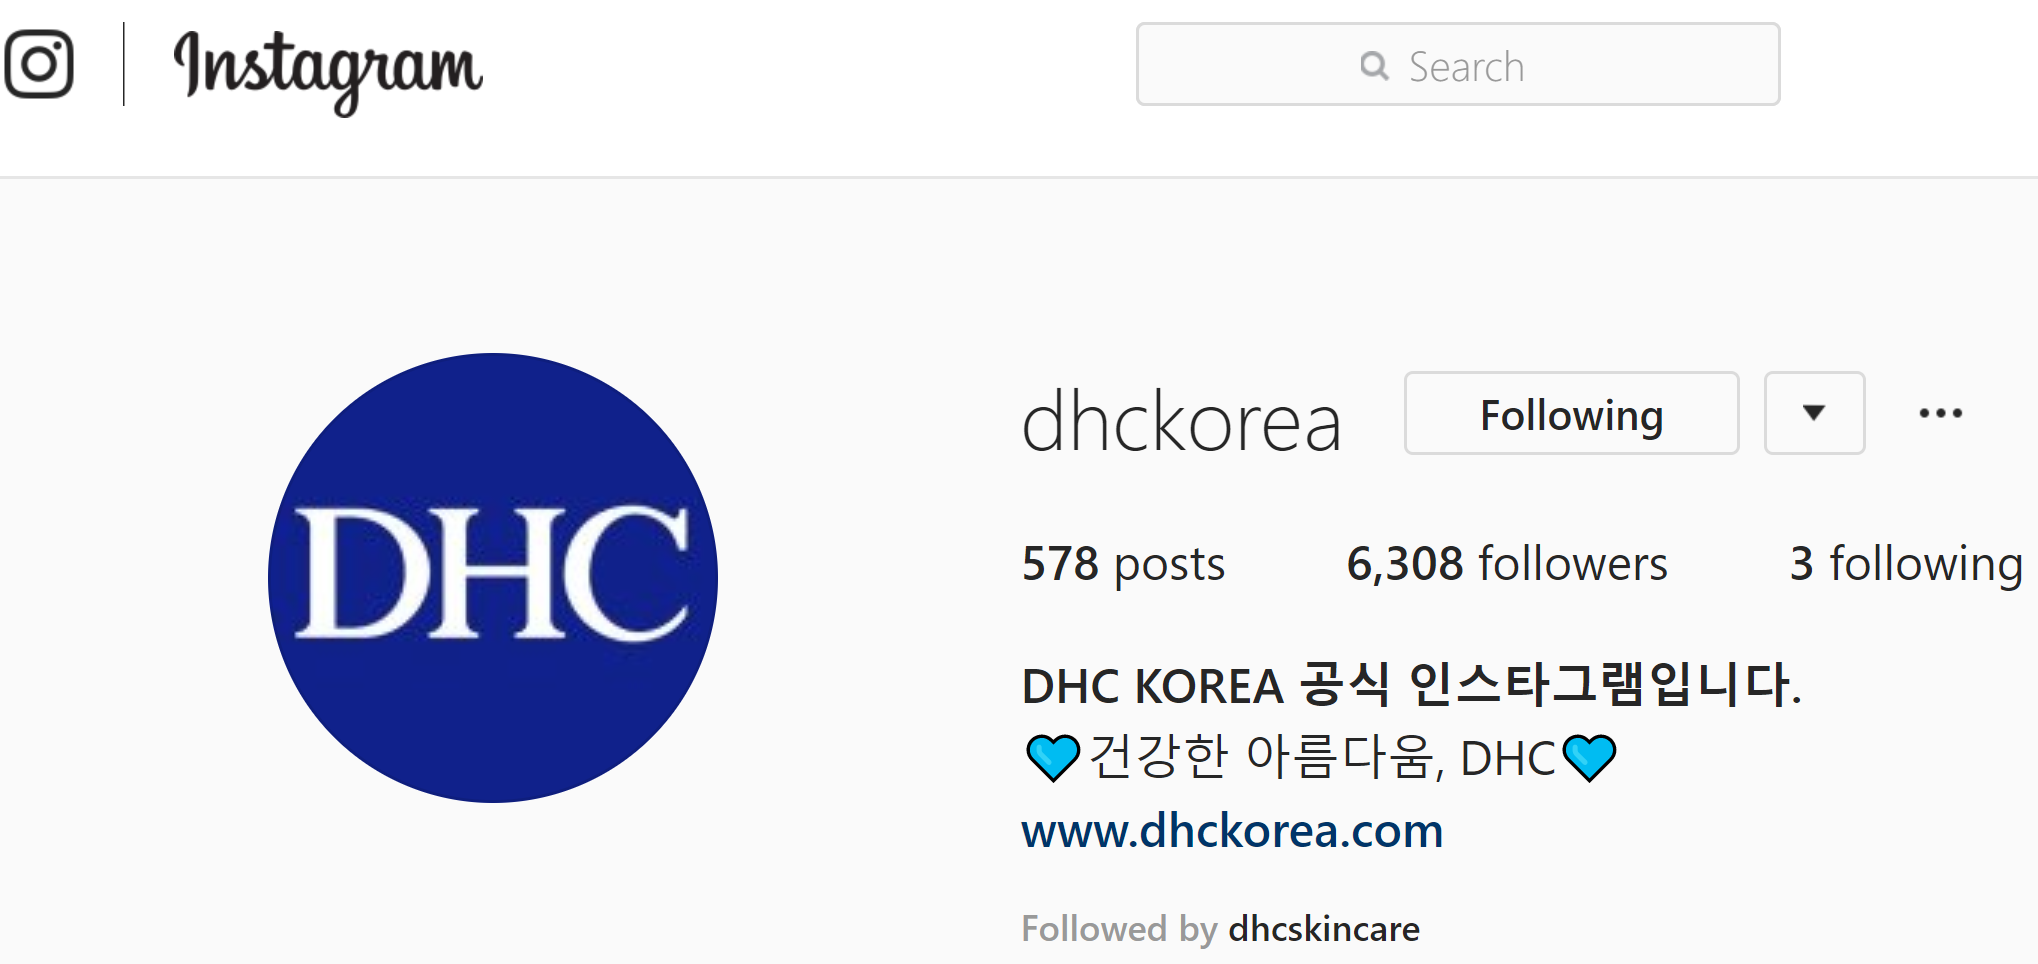 Instagram
Search
DHC
dhckorea Following
578 posts 6,308 followers 3 following
DHC KOREA 공식 인스타그램입니다.
💙건강한 아름다움, DHC💙
www.dhckorea.com
Followed by dhcskincare